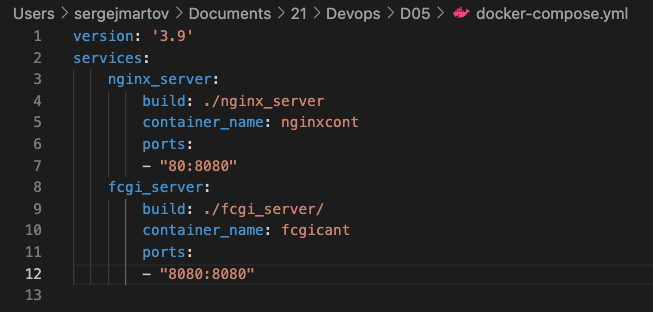 Users > sergejmartov > Documents > 21 > Devops > D05 > docker-compose.yml
1 version: '3.9'
2 services:
3     nginx_server:
4         build: ./nginx_server
5         container_name: nginxcont
6         ports:
7         - "80:8080"
8     fcgi_server:
9         build: ./fcgi_server/
10         container_name: fcgicant
11         ports:
12         - "8080:8080"
13